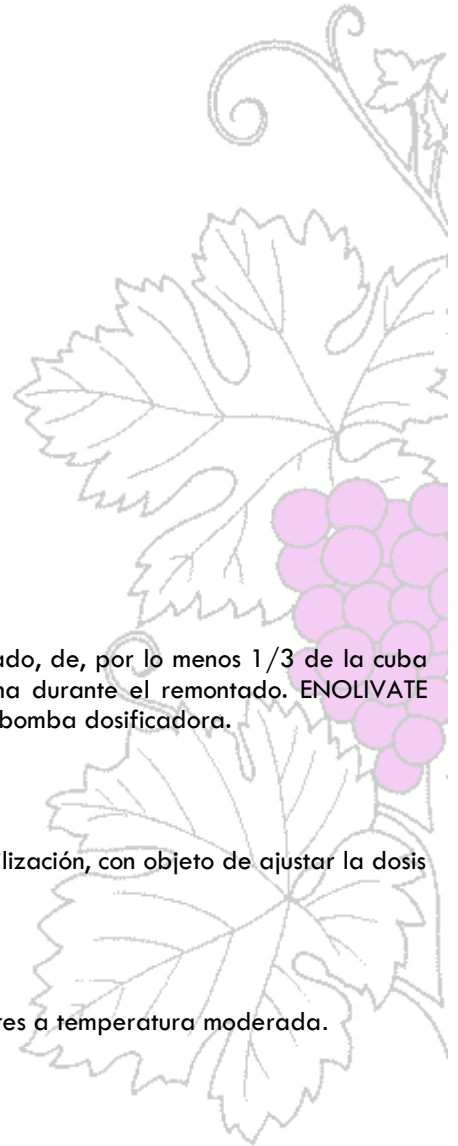 ado, de, por lo menos 1/3 de la cuba
na durante el remontado. ENOLIVATE
bomba dosificadora.
ilización, con objeto de ajustar la dosis
res a temperatura moderada.